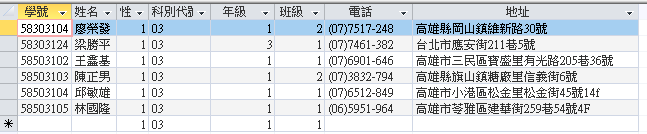 學號 姓名 性 科別代 年級 班級 電話 地址
58303104 廖榮發 1 03 1 2 (07)7517-248 高雄縣岡山鎮維新路30號
58303124 梁勝平 1 03 3 1 (07)7461-382 台北市應安街211巷5號
58503102 王鑫基 1 03 1 1 (07)6901-646 高雄市三民區寶盛里有光路205巷36號
58503103 陳正男 1 03 1 2 (07)3832-794 高雄縣旗山鎮糖廠里信義街6號
58503104 邱敏雄 1 03 1 1 (07)6512-849 高雄市小港區松金里松金街45號14f
58503105 林國隆 1 03 1 1 (06)5951-964 高雄市苓雅區建華街259巷54號4F
* 1 03 1 1